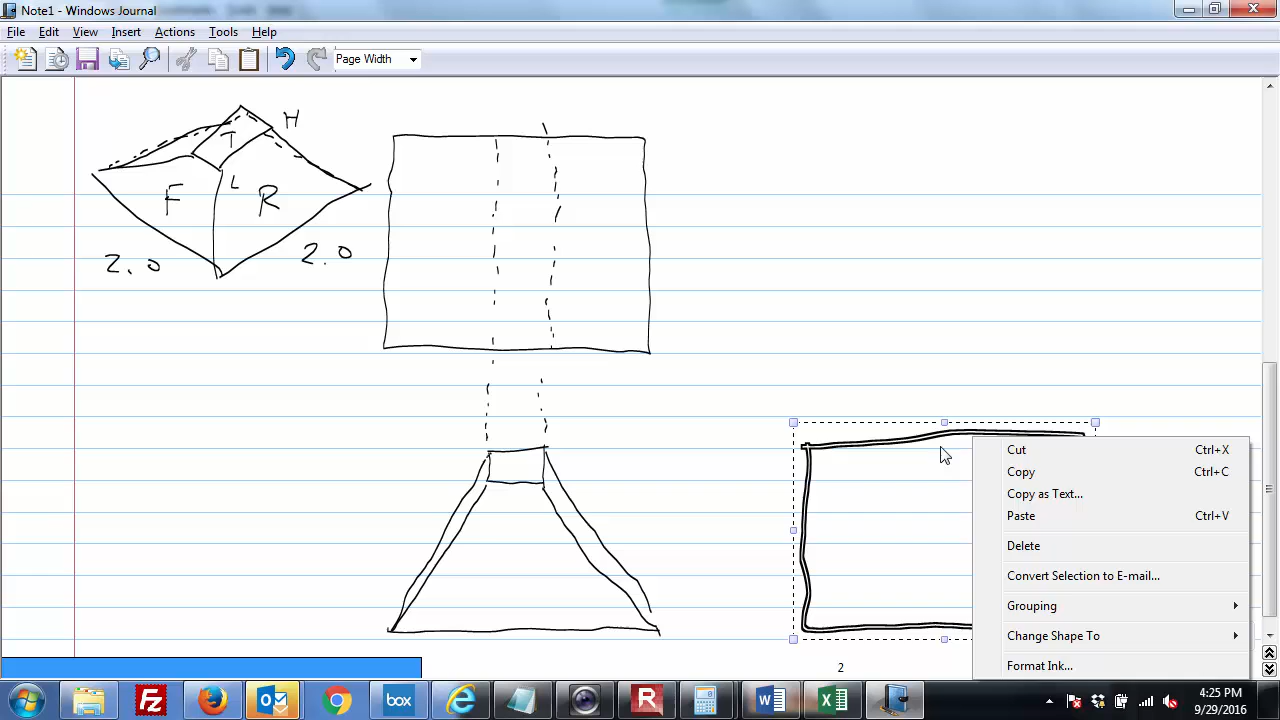 Note1 - Windows Journal
File Edit View Insert Actions Tools Help
Page Width
H
T
L
F
R
2.0
2.0
Cut Ctrl+X
Copy Ctrl+C
Copy as Text...
Paste Ctrl+V
Delete
Convert Selection to E-mail...
Grouping
Change Shape To
Format Ink...
2
FZ
box
R
4:25 PM
9/29/2016